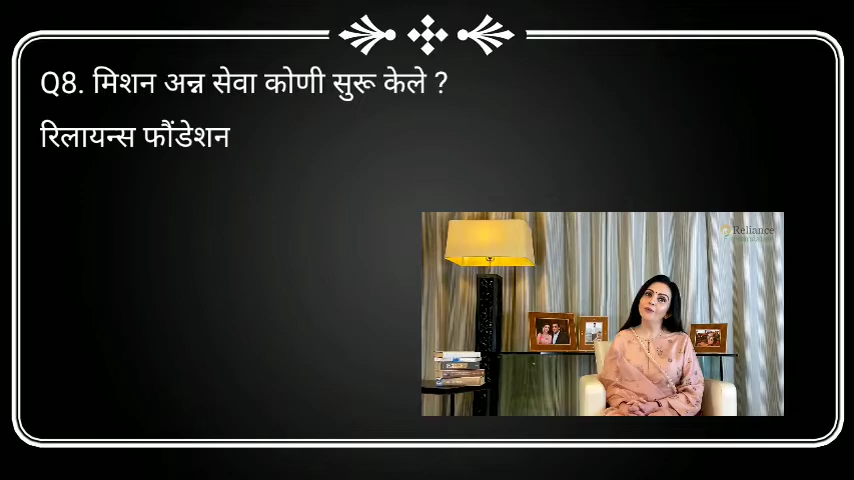 Q8. मिशन अन्न सेवा कोणी सुरू केले ?
रिलायन्स फौंडेशन
Reliance